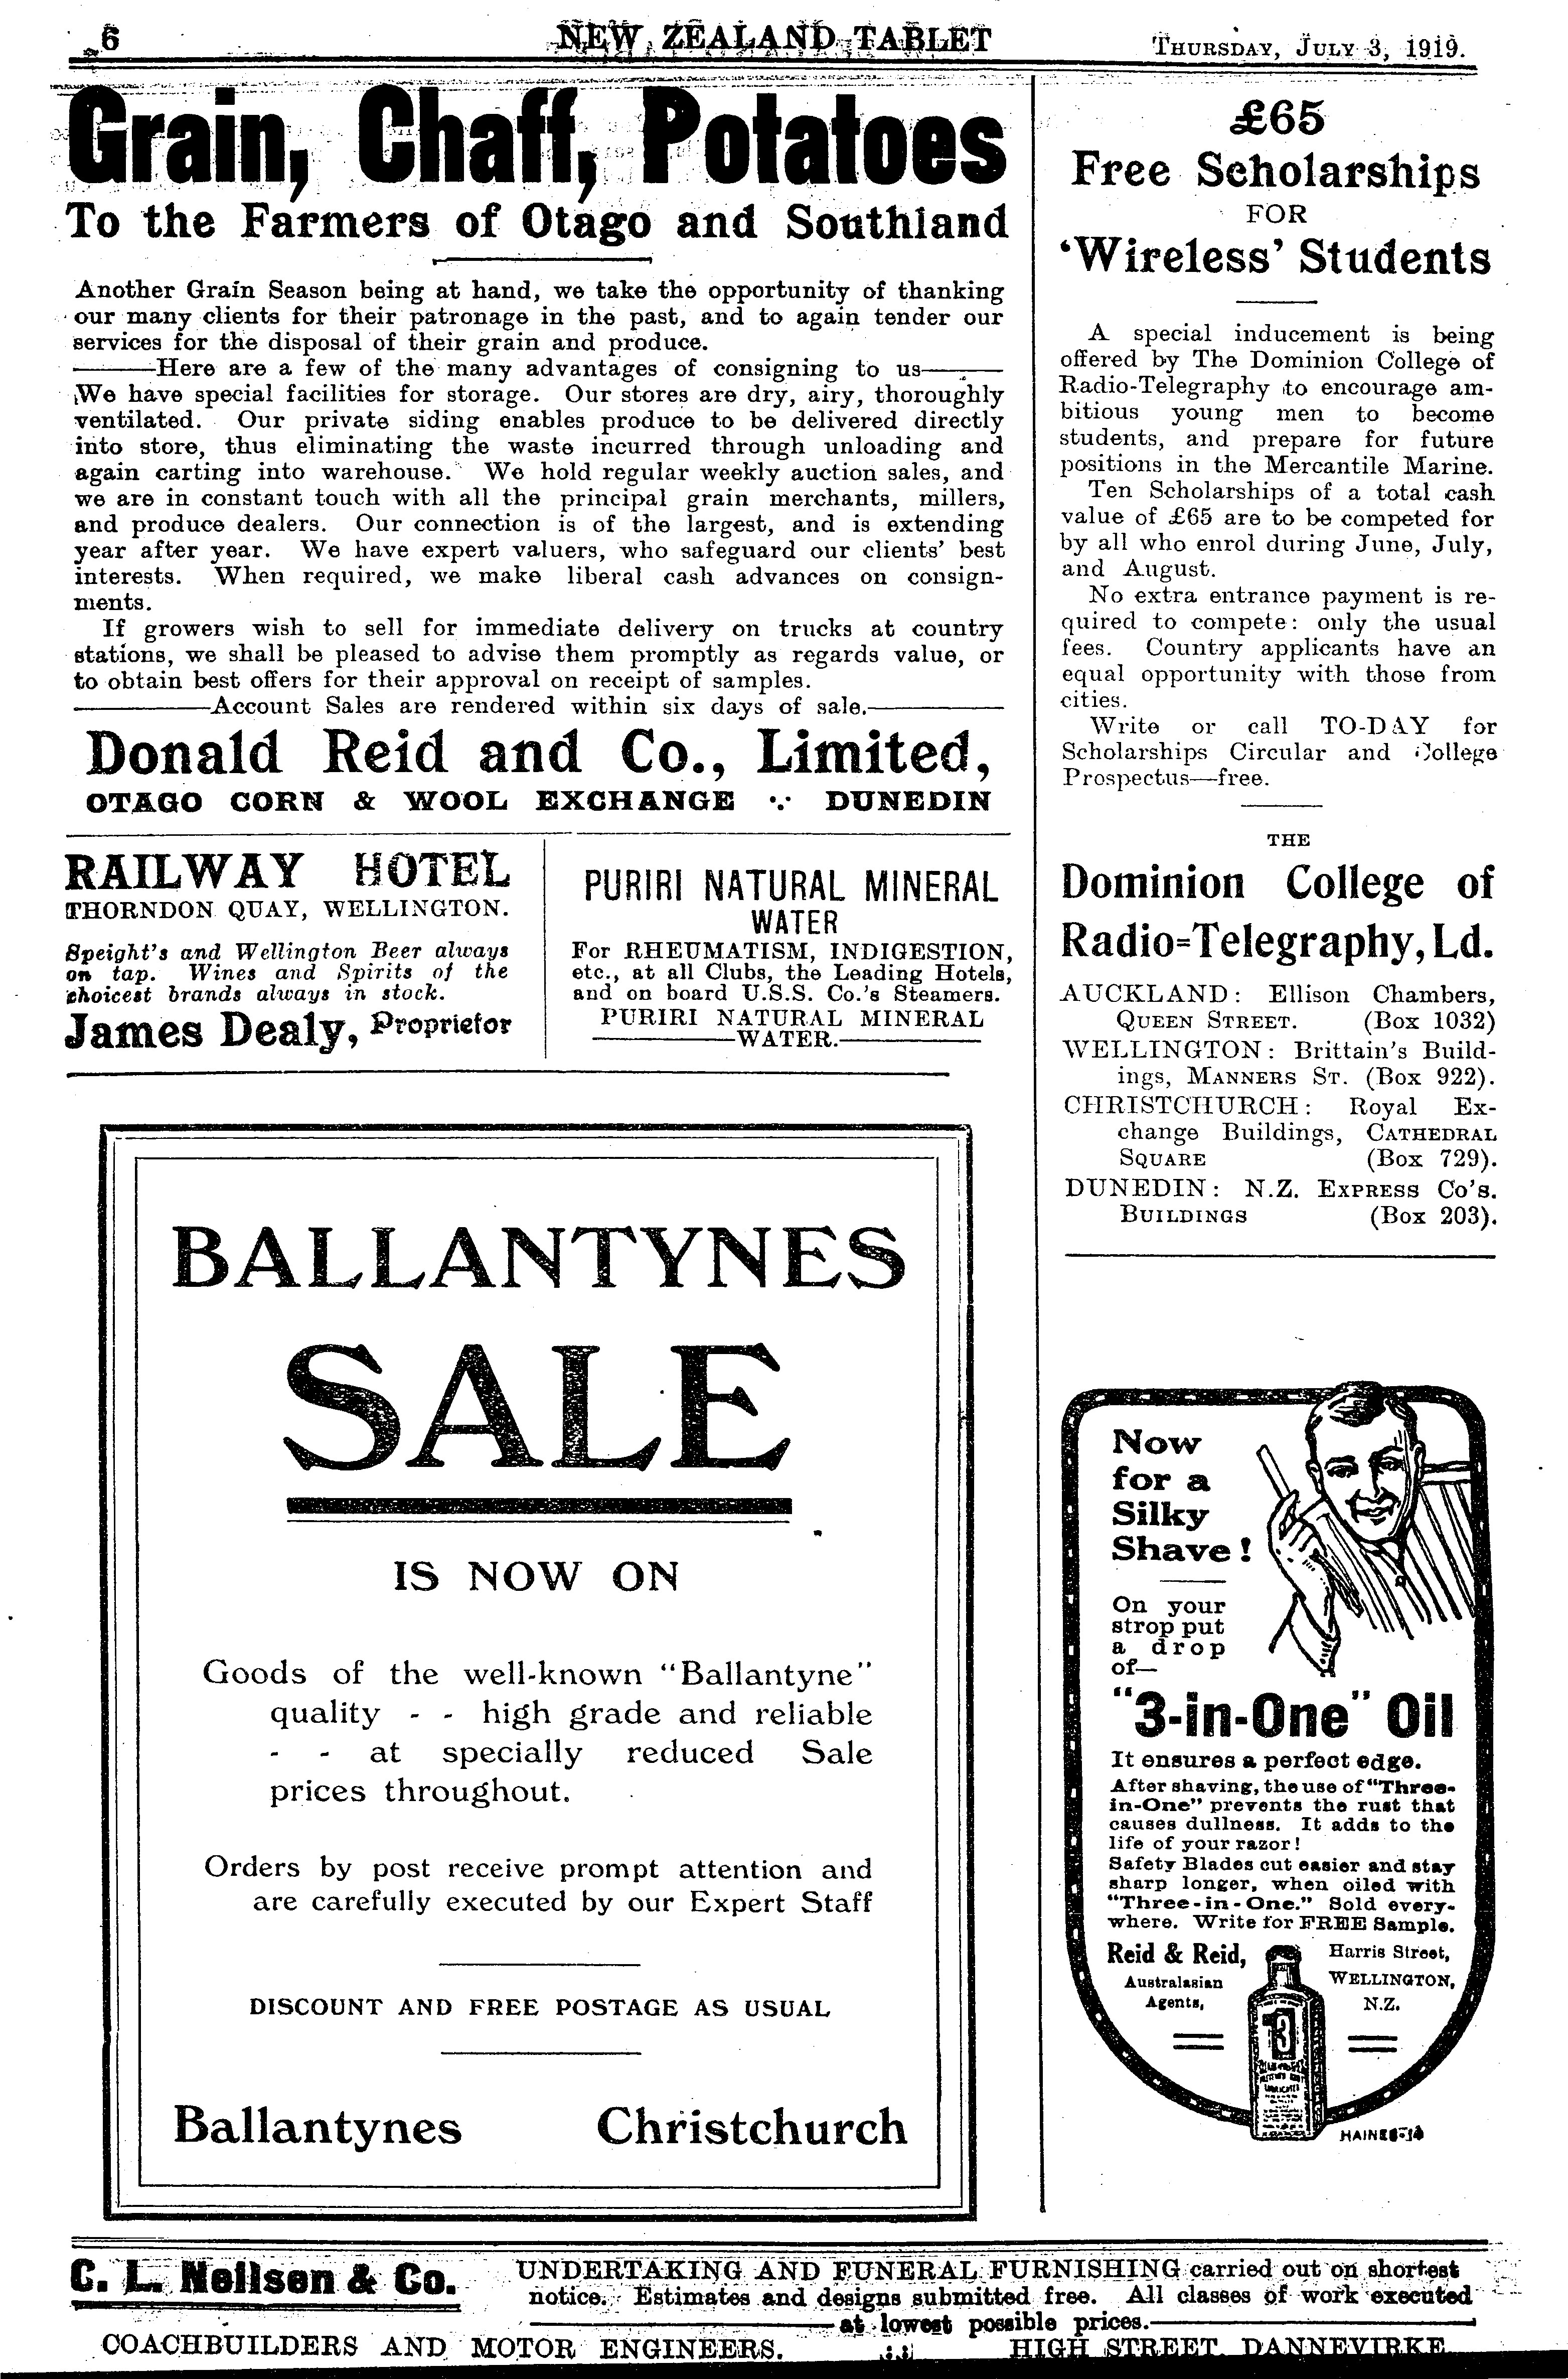 6
NEW ZEALAND TABLET
THURSDAY, JULY 3, 1919.
Grain, Chaff, Potatoes
To the Farmers of Otago and Southland
Another Grain Season being at hand, we take the opportunity of thanking
our many clients for their patronage in the past, and to again tender our
services for the disposal of their grain and produce.
——Here are a few of the many advantages of consigning to us——
We have special facilities for storage. Our stores are dry, airy, thoroughly
ventilated. Our private siding enables produce to be delivered directly
into store, thus eliminating the waste incurred through unloading and
again carting into warehouse. We hold regular weekly auction sales, and
we are in constant touch with all the principal grain merchants, millers,
and produce dealers. Our connection is of the largest, and is extending
year after year. We have expert valuers, who safeguard our clients' best
interests. When required, we make liberal cash advances on consign-
ments.
If growers wish to sell for immediate delivery on trucks at country
stations, we shall be pleased to advise them promptly as regards value, or
to obtain best offers for their approval on receipt of samples.
——Account Sales are rendered within six days of sale.——
Donald Reid and Co., Limited,
OTAGO CORN & WOOL EXCHANGE ∵ DUNEDIN
RAILWAY HOTEL
THORNDON QUAY, WELLINGTON.
Speight's and Wellington Beer always
on tap. Wines and Spirits of the
choicest brands always in stock.
James Dealy, Proprietor
PURIRI NATURAL MINERAL
WATER
For RHEUMATISM, INDIGESTION,
etc., at all Clubs, the Leading Hotels,
and on board U.S.S. Co.'s Steamers.
PURIRI NATURAL MINERAL
——WATER.——
BALLANTYNES
SALE
IS NOW ON
Goods of the well-known "Ballantyne"
quality - - high grade and reliable
- - at specially reduced Sale
prices throughout.
Orders by post receive prompt attention and
are carefully executed by our Expert Staff
DISCOUNT AND FREE POSTAGE AS USUAL
Ballantynes Christchurch
£65
Free Scholarships
FOR
'Wireless' Students
A special inducement is being
offered by The Dominion College of
Radio-Telegraphy to encourage am-
bitious young men to become
students, and prepare for future
positions in the Mercantile Marine.
Ten Scholarships of a total cash
value of £65 are to be competed for
by all who enrol during June, July,
and August.
No extra entrance payment is re-
quired to compete: only the usual
fees. Country applicants have an
equal opportunity with those from
cities.
Write or call TO-DAY for
Scholarships Circular and College
Prospectus—free.
THE
Dominion College of
Radio-Telegraphy, Ld.
AUCKLAND: Ellison Chambers,
QUEEN STREET. (Box 1032)
WELLINGTON: Brittain's Build-
ings, MANNERS ST. (Box 922).
CHRISTCHURCH: Royal Ex-
change Buildings, CATHEDRAL
SQUARE (Box 729).
DUNEDIN: N.Z. EXPRESS CO'S.
BUILDINGS (Box 203).
Now
for a
Silky
Shave!
On your
strop put
a drop
of—
"3-in-One" Oil
It ensures a perfect edge.
After shaving, the use of "Three-
in-One" prevents the rust that
causes dullness. It adds to the
life of your razor!
Safety Blades cut easier and stay
sharp longer, when oiled with
"Three-in-One." Sold every-
where. Write for FREE Sample.
Reid & Reid,
Australasian
Agents,
Harris Street,
WELLINGTON,
N.Z.
C. L. Neilsen & Co.
UNDERTAKING AND FUNERAL FURNISHING carried out on shortest
notice. Estimates and designs submitted free. All classes of work executed
——at lowest possible prices.——
COACHBUILDERS AND MOTOR ENGINEERS. HIGH STREET, DANNEVIRKE